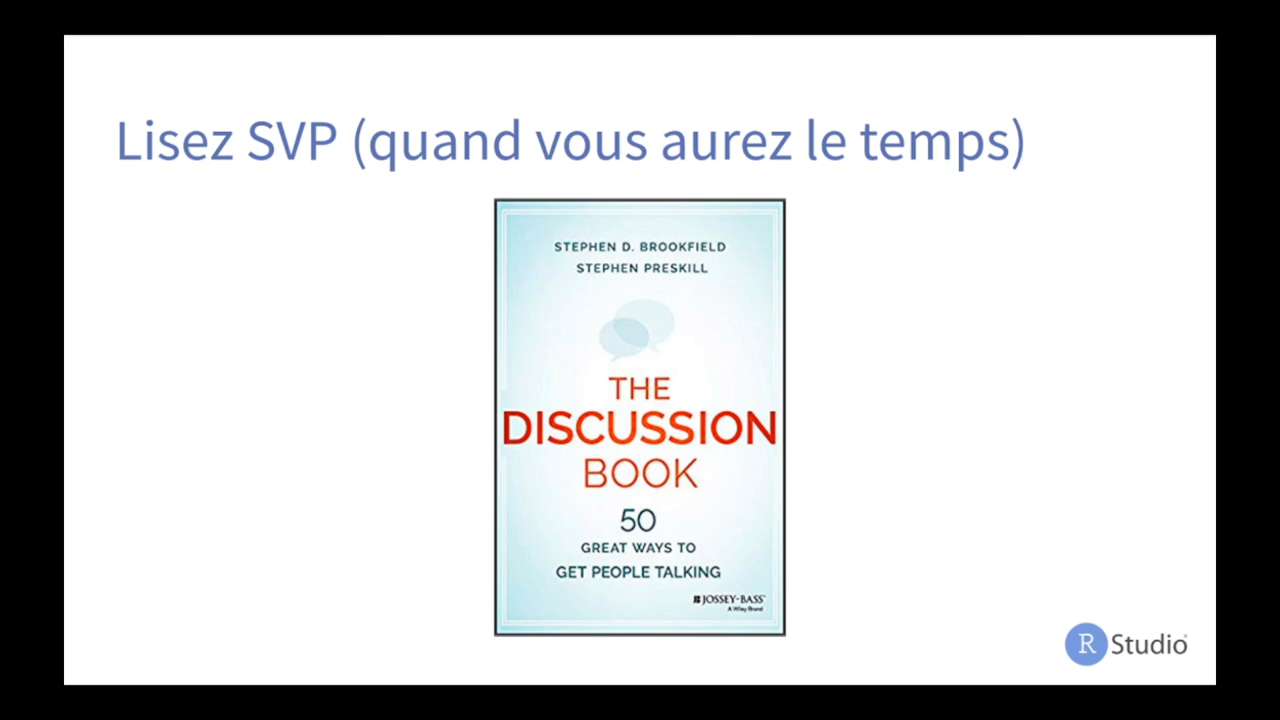 Lisez SVP (quand vous aurez le temps)
STEPHEN D. BROOKFIELD
STEPHEN PRESKILL
THE
DISCUSSION
BOOK
50
GREAT WAYS TO
GET PEOPLE TALKING
JOSSEY-BASS
A Wiley Brand
R Studio